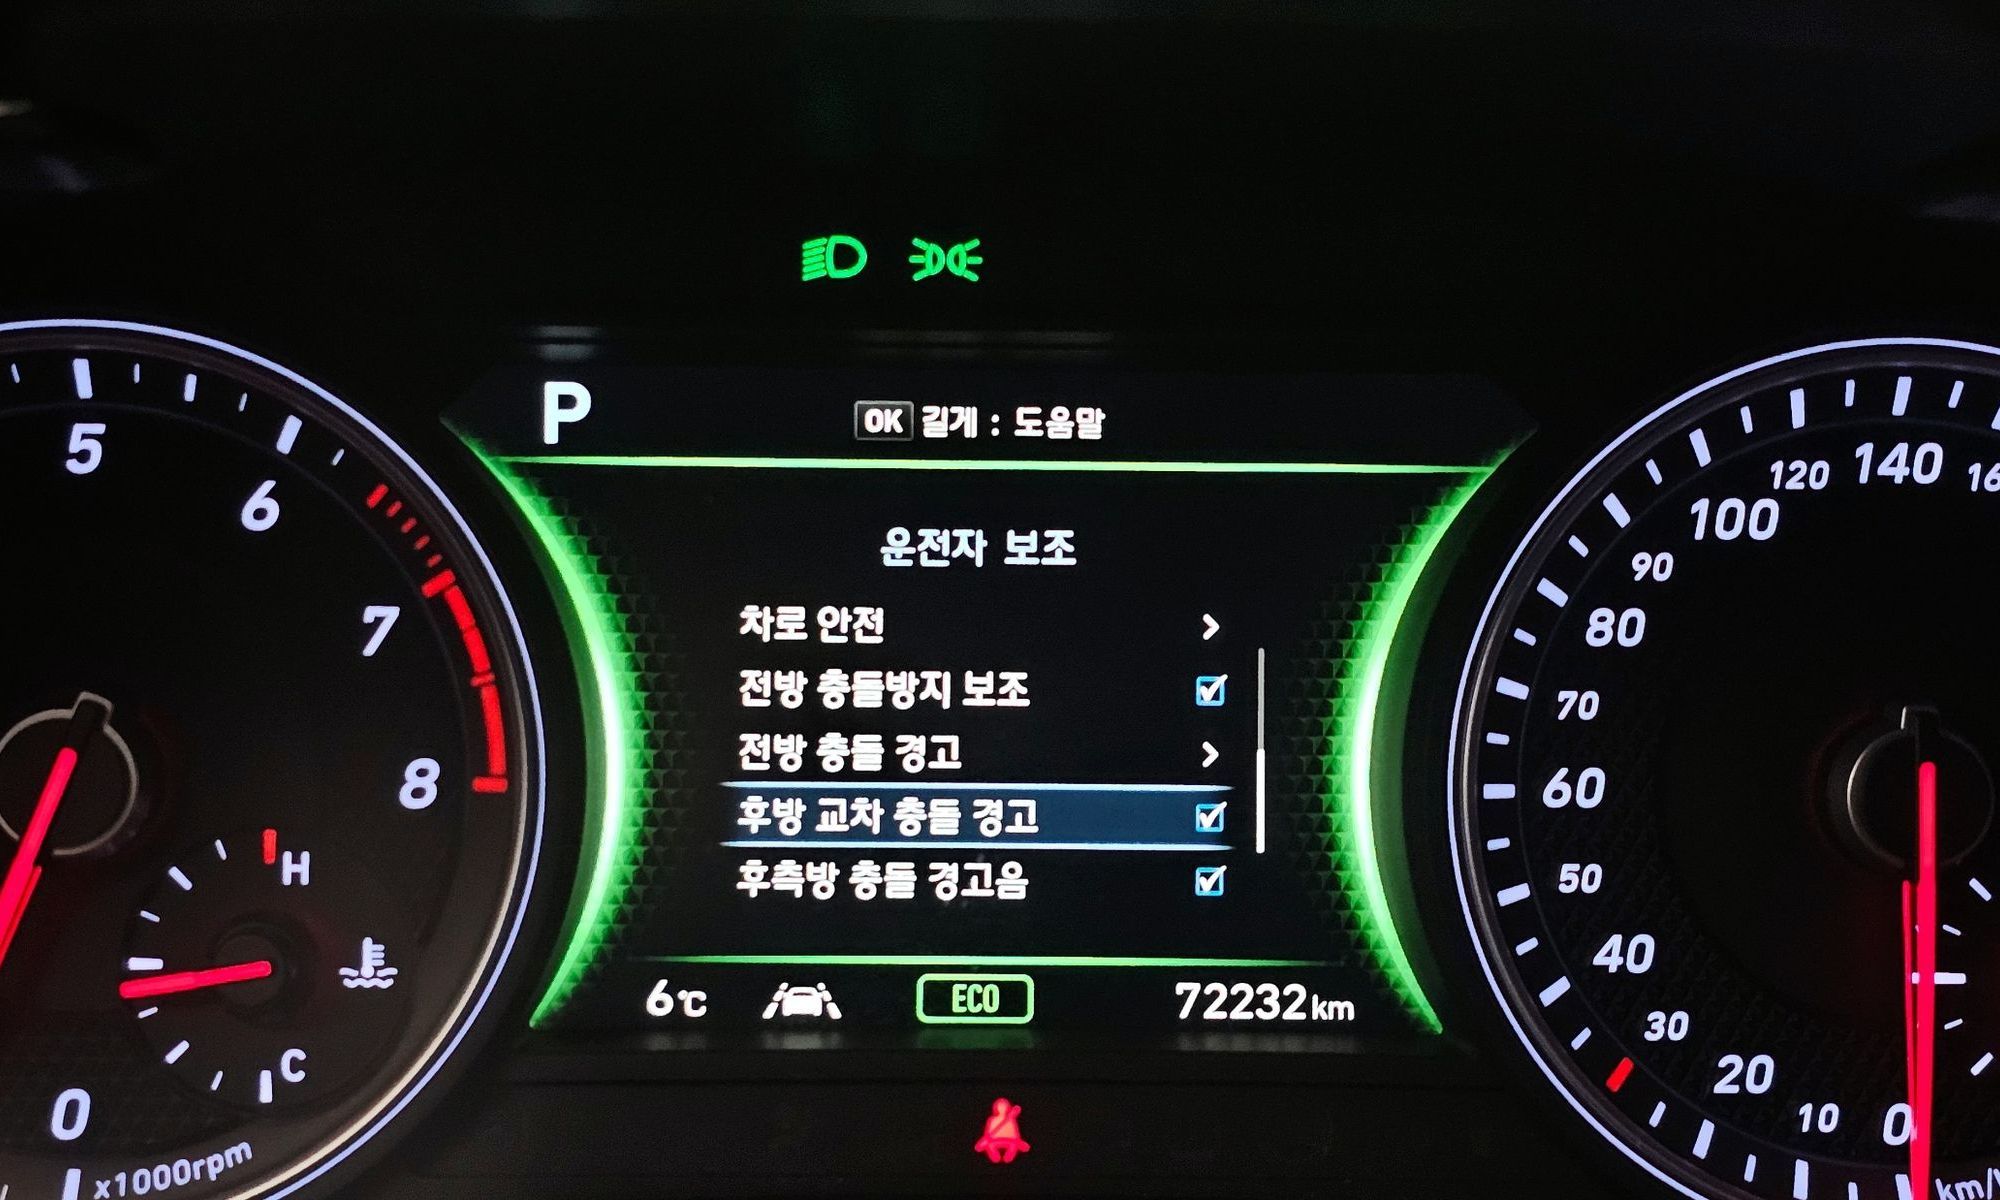 P
OK 길게 : 도움말
운전자 보조
차로 안전
전방 충돌방지 보조
전방 충돌 경고
후방 교차 충돌 경고
후측방 충돌 경고음
6℃
ECO
72232km
5
6
7
8
H
C
0
x1000rpm
140
120
100
90
80
70
60
50
40
30
20
10
0